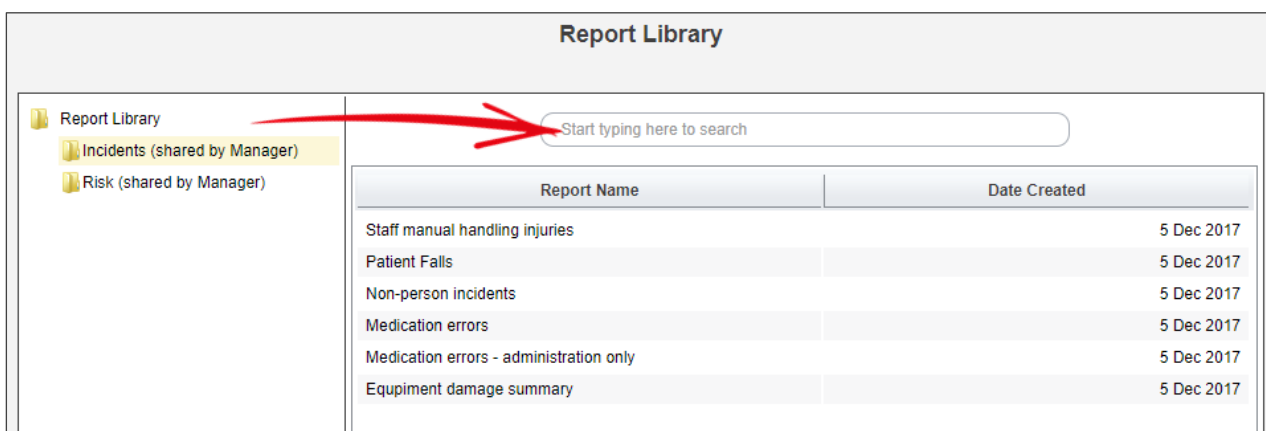 Report Library
Report Library
Incidents (shared by Manager)
Risk (shared by Manager)
Start typing here to search
Report Name Date Created
Staff manual handling injuries 5 Dec 2017
Patient Falls 5 Dec 2017
Non-person incidents 5 Dec 2017
Medication errors 5 Dec 2017
Medication errors - administration only 5 Dec 2017
Equpiment damage summary 5 Dec 2017